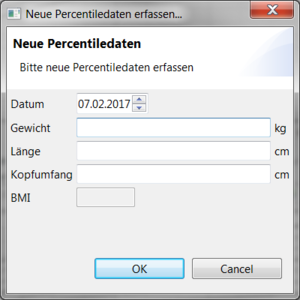 Neue Percentiledaten erfassen...
Neue Percentiledaten
Bitte neue Percentiledaten erfassen
Datum 07.02.2017
Gewicht kg
Länge cm
Kopfumfang cm
BMI
OK Cancel